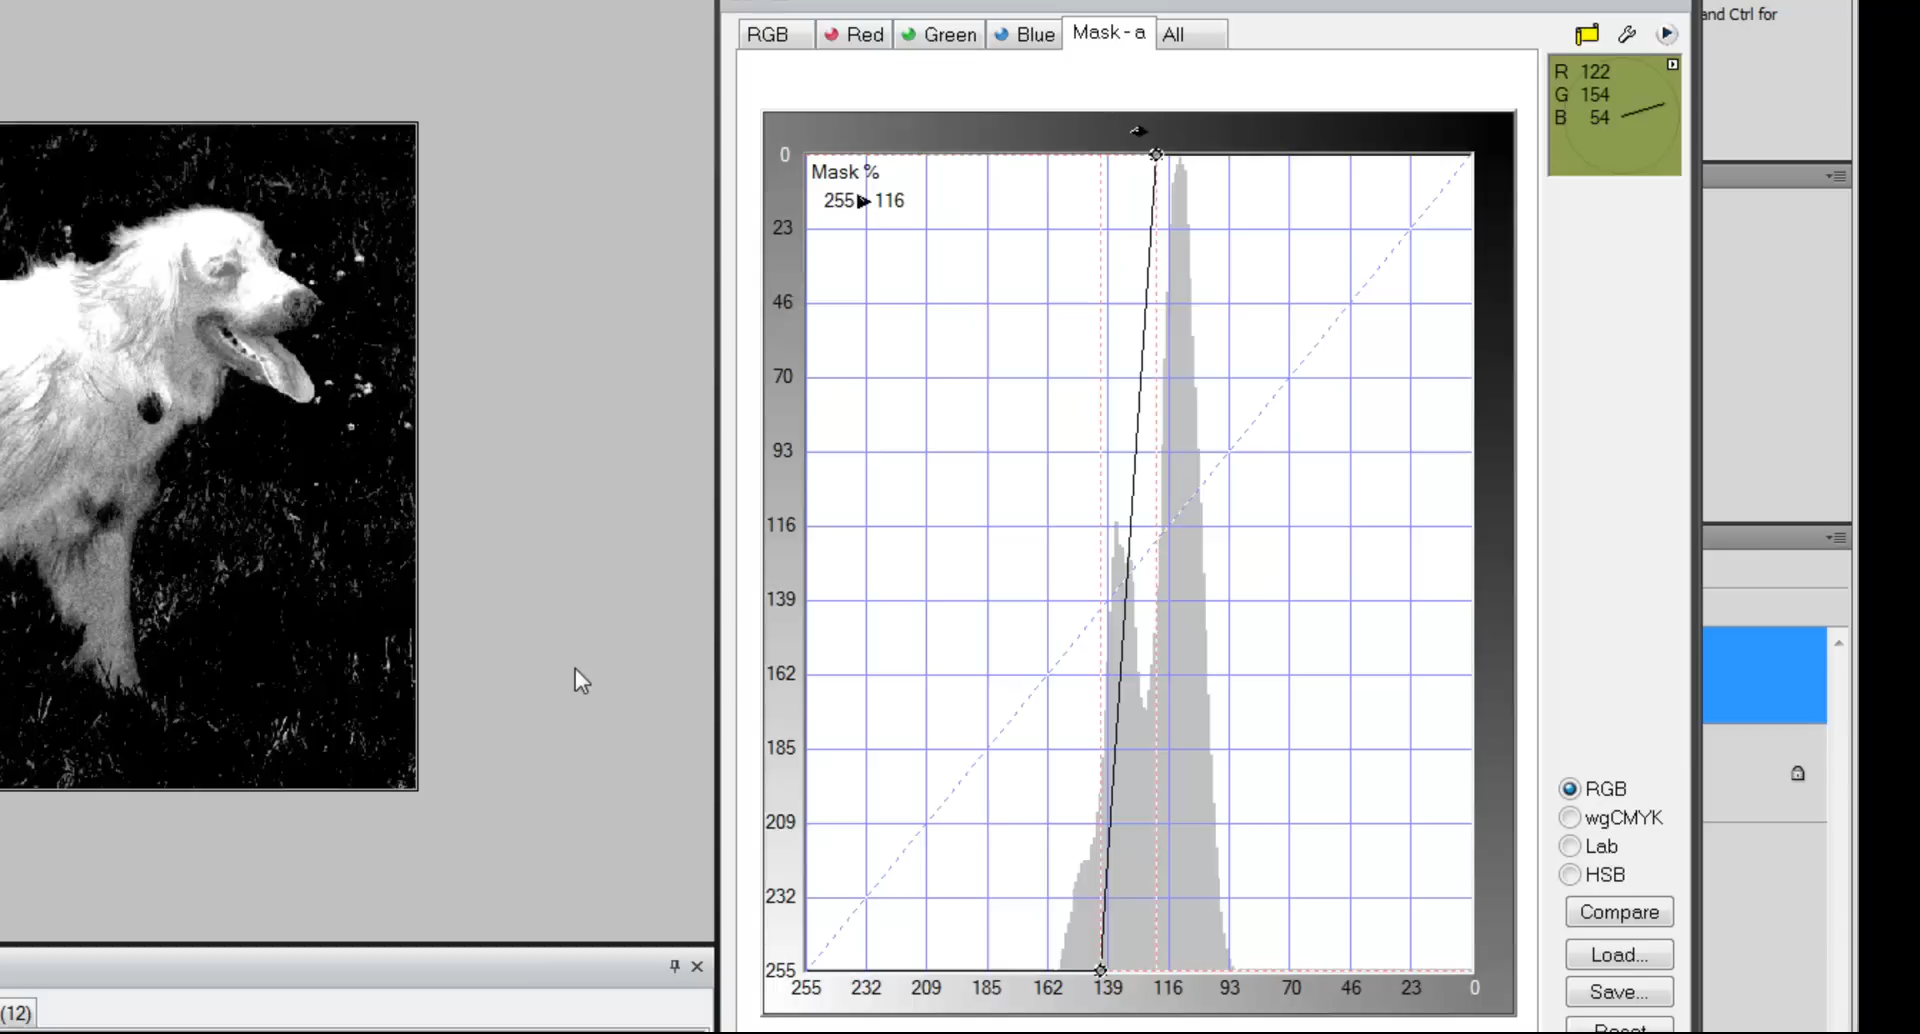 and Ctrl for
RGB Red Green Blue Mask - a All
R 122
G 154
B 54
Mask %
255 116
0
23
46
70
93
116
139
162
185
209
232
255
255 232 209 185 162 139 116 93 70 46 23 0
RGB
wgCMYK
Lab
HSB
Compare
Load...
Save...
Reset
(12)